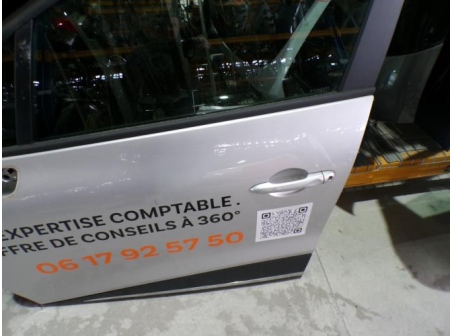 EXPERTISE COMPTABLE.
FFRE DE CONSEILS À 360°
06 17 92 57 50